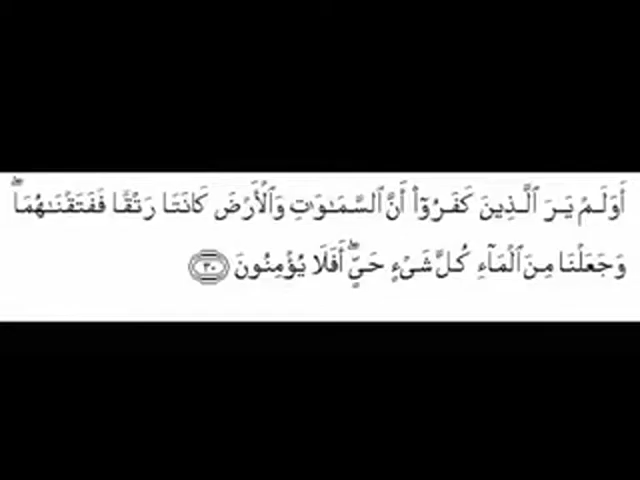 أَوَلَمْ يَرَ ٱلَّذِينَ كَفَرُوٓا۟ أَنَّ ٱلسَّمَـٰوَٰتِ وَٱلْأَرْضَ كَانَتَا رَتْقًا فَفَتَقْنَـٰهُمَا ۖ
وَجَعَلْنَا مِنَ ٱلْمَآءِ كُلَّ شَىْءٍ حَىٍّ ۖ أَفَلَا يُؤْمِنُونَ ٣٠